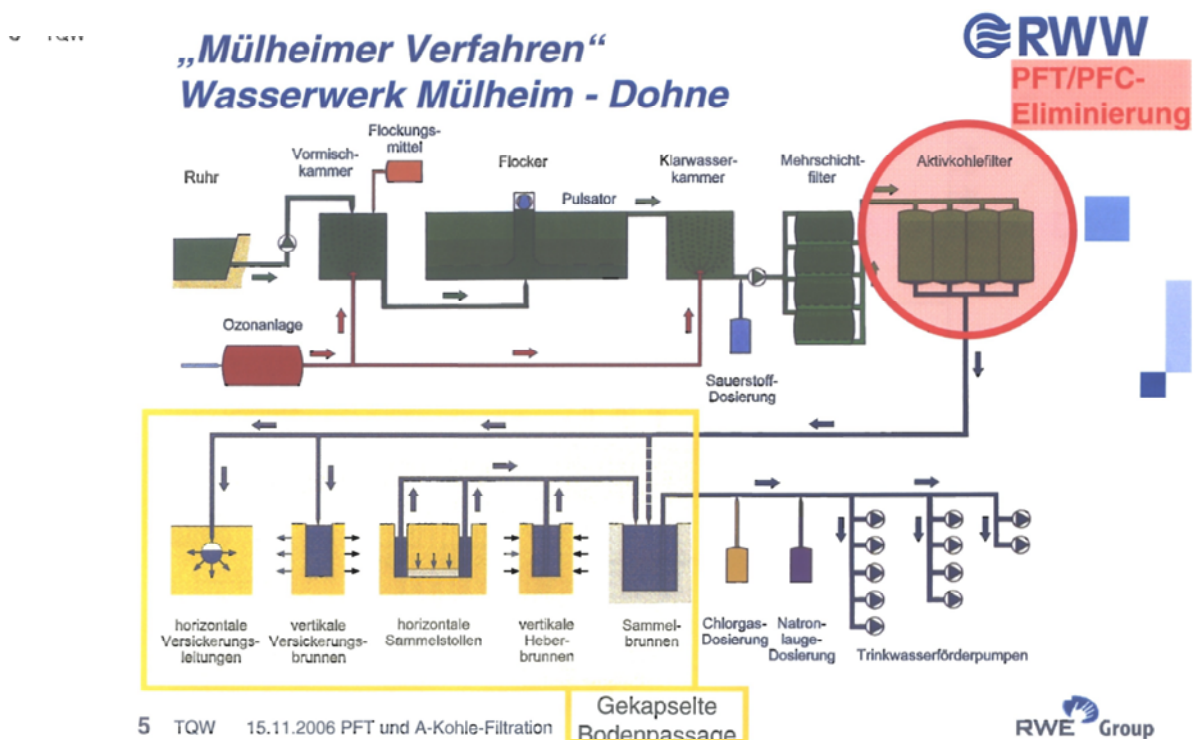 „Mülheimer Verfahren“
Wasserwerk Mülheim - Dohne
RWW
PFT/PFC-
Eliminierung
Ruhr
Vormisch-
kammer
Flockungs-
mittel
Flocker
Pulsator
Klarwasser-
kammer
Mehrschicht-
filter
Aktivkohlefilter
Ozonanlage
Sauerstoff-
Dosierung
horizontale
Versickerungs-
leitungen
vertikale
Versickerungs-
brunnen
horizontale
Sammelstollen
vertikale
Heber-
brunnen
Sammel-
brunnen
Chlorgas-
Dosierung
Natron-
lauge-
Dosierung
Trinkwasserförderpumpen
Gekapselte
Bodenpassage
5 TQW 15.11.2006 PFT und A-Kohle-Filtration
RWE Group